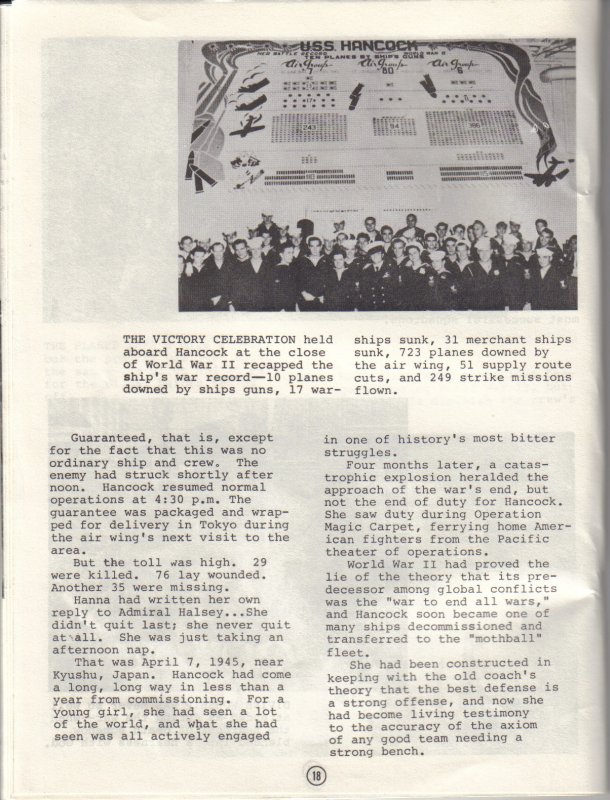 U.S.S. HANCOCK
HER BATTLE RECORD WORLD WAR II
TEN PLANES BY SHIP'S GUNS
Air Group Air Group Air Group
7 80 6
243 94
THE VICTORY CELEBRATION held
aboard Hancock at the close
of World War II recapped the
ship's war record—10 planes
downed by ships guns, 17 war-
ships sunk, 31 merchant ships
sunk, 723 planes downed by
the air wing, 51 supply route
cuts, and 249 strike missions
flown.
Guaranteed, that is, except
for the fact that this was no
ordinary ship and crew. The
enemy had struck shortly after
noon. Hancock resumed normal
operations at 4:30 p.m. The
guarantee was packaged and wrap-
ped for delivery in Tokyo during
the air wing's next visit to the
area.
But the toll was high. 29
were killed. 76 lay wounded.
Another 35 were missing.
Hanna had written her own
reply to Admiral Halsey...She
didn't quit last; she never quit
at all. She was just taking an
afternoon nap.
That was April 7, 1945, near
Kyushu, Japan. Hancock had come
a long, long way in less than a
year from commissioning. For a
young girl, she had seen a lot
of the world, and what she had
seen was all actively engaged
in one of history's most bitter
struggles.
Four months later, a catas-
trophic explosion heralded the
approach of the war's end, but
not the end of duty for Hancock.
She saw duty during Operation
Magic Carpet, ferrying home Amer-
ican fighters from the Pacific
theater of operations.
World War II had proved the
lie of the theory that its pre-
decessor among global conflicts
was the "war to end all wars,"
and Hancock soon became one of
many ships decommissioned and
transferred to the "mothball"
fleet.
She had been constructed in
keeping with the old coach's
theory that the best defense is
a strong offense, and now she
had become living testimony
to the accuracy of the axiom
of any good team needing a
strong bench.
18